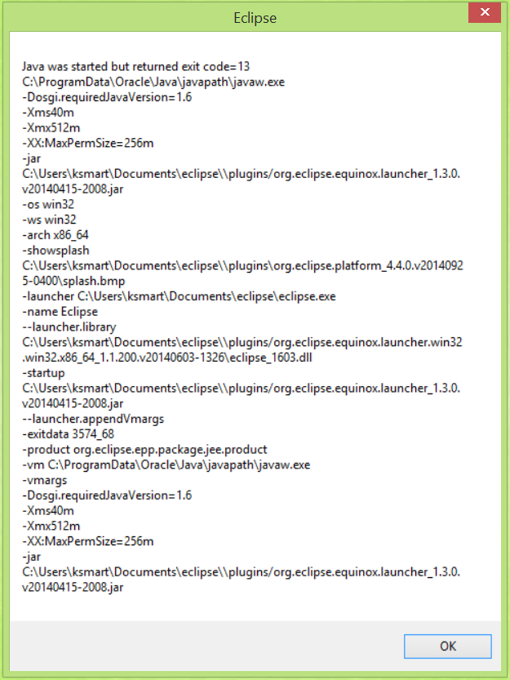 Eclipse
Java was started but returned exit code=13
C:\ProgramData\Oracle\Java\javapath\javaw.exe
-Dosgi.requiredJavaVersion=1.6
-Xms40m
-Xmx512m
-XX:MaxPermSize=256m
-jar
C:\Users\ksmart\Documents\eclipse\\plugins/org.eclipse.equinox.launcher_1.3.0.
v20140415-2008.jar
-os win32
-ws win32
-arch x86_64
-showsplash
C:\Users\ksmart\Documents\eclipse\\plugins\org.eclipse.platform_4.4.0.v2014092
5-0400\splash.bmp
-launcher C:\Users\ksmart\Documents\eclipse\eclipse.exe
-name Eclipse
--launcher.library
C:\Users\ksmart\Documents\eclipse\\plugins/org.eclipse.equinox.launcher.win32
.win32.x86_64_1.1.200.v20140603-1326\eclipse_1603.dll
-startup
C:\Users\ksmart\Documents\eclipse\\plugins/org.eclipse.equinox.launcher_1.3.0.
v20140415-2008.jar
--launcher.appendVmargs
-exitdata 3574_68
-product org.eclipse.epp.package.jee.product
-vm C:\ProgramData\Oracle\Java\javapath\javaw.exe
-vmargs
-Dosgi.requiredJavaVersion=1.6
-Xms40m
-Xmx512m
-XX:MaxPermSize=256m
-jar
C:\Users\ksmart\Documents\eclipse\\plugins/org.eclipse.equinox.launcher_1.3.0.
v20140415-2008.jar
OK